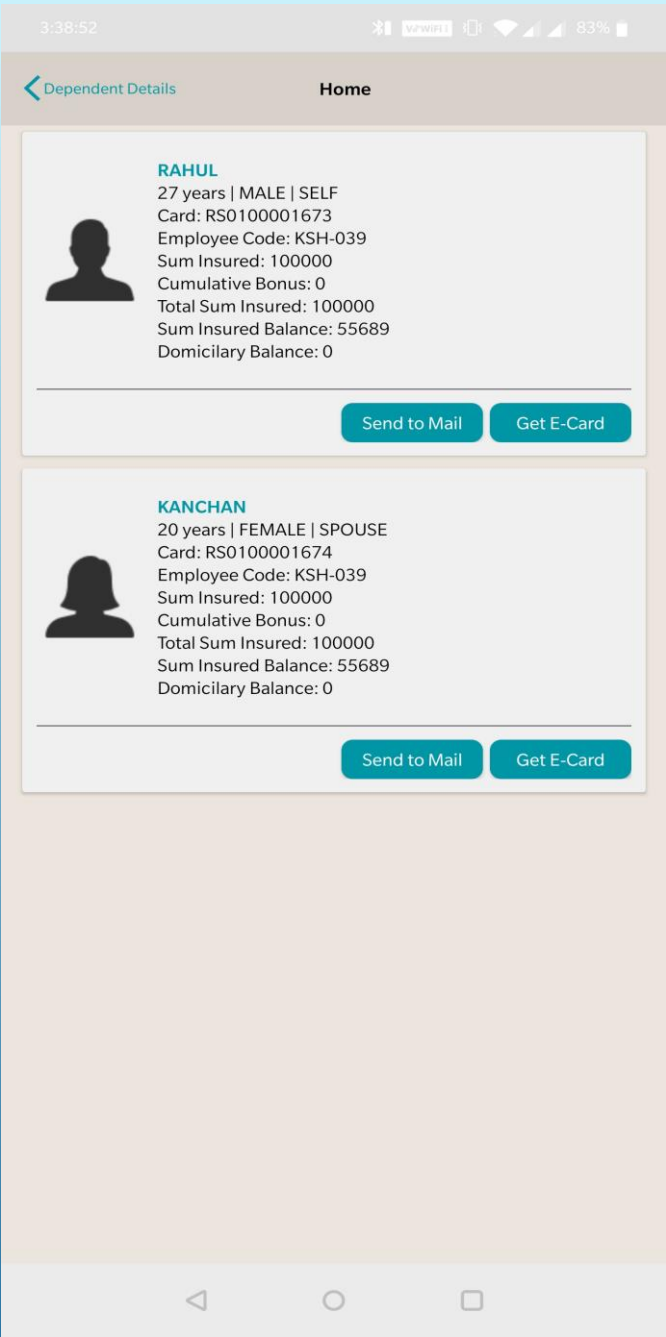 3:38:52
83%
Dependent Details
Home
RAHUL
27 years | MALE | SELF
Card: RS0100001673
Employee Code: KSH-039
Sum Insured: 100000
Cumulative Bonus: 0
Total Sum Insured: 100000
Sum Insured Balance: 55689
Domicilary Balance: 0
Send to Mail Get E-Card
KANCHAN
20 years | FEMALE | SPOUSE
Card: RS0100001674
Employee Code: KSH-039
Sum Insured: 100000
Cumulative Bonus: 0
Total Sum Insured: 100000
Sum Insured Balance: 55689
Domicilary Balance: 0
Send to Mail Get E-Card